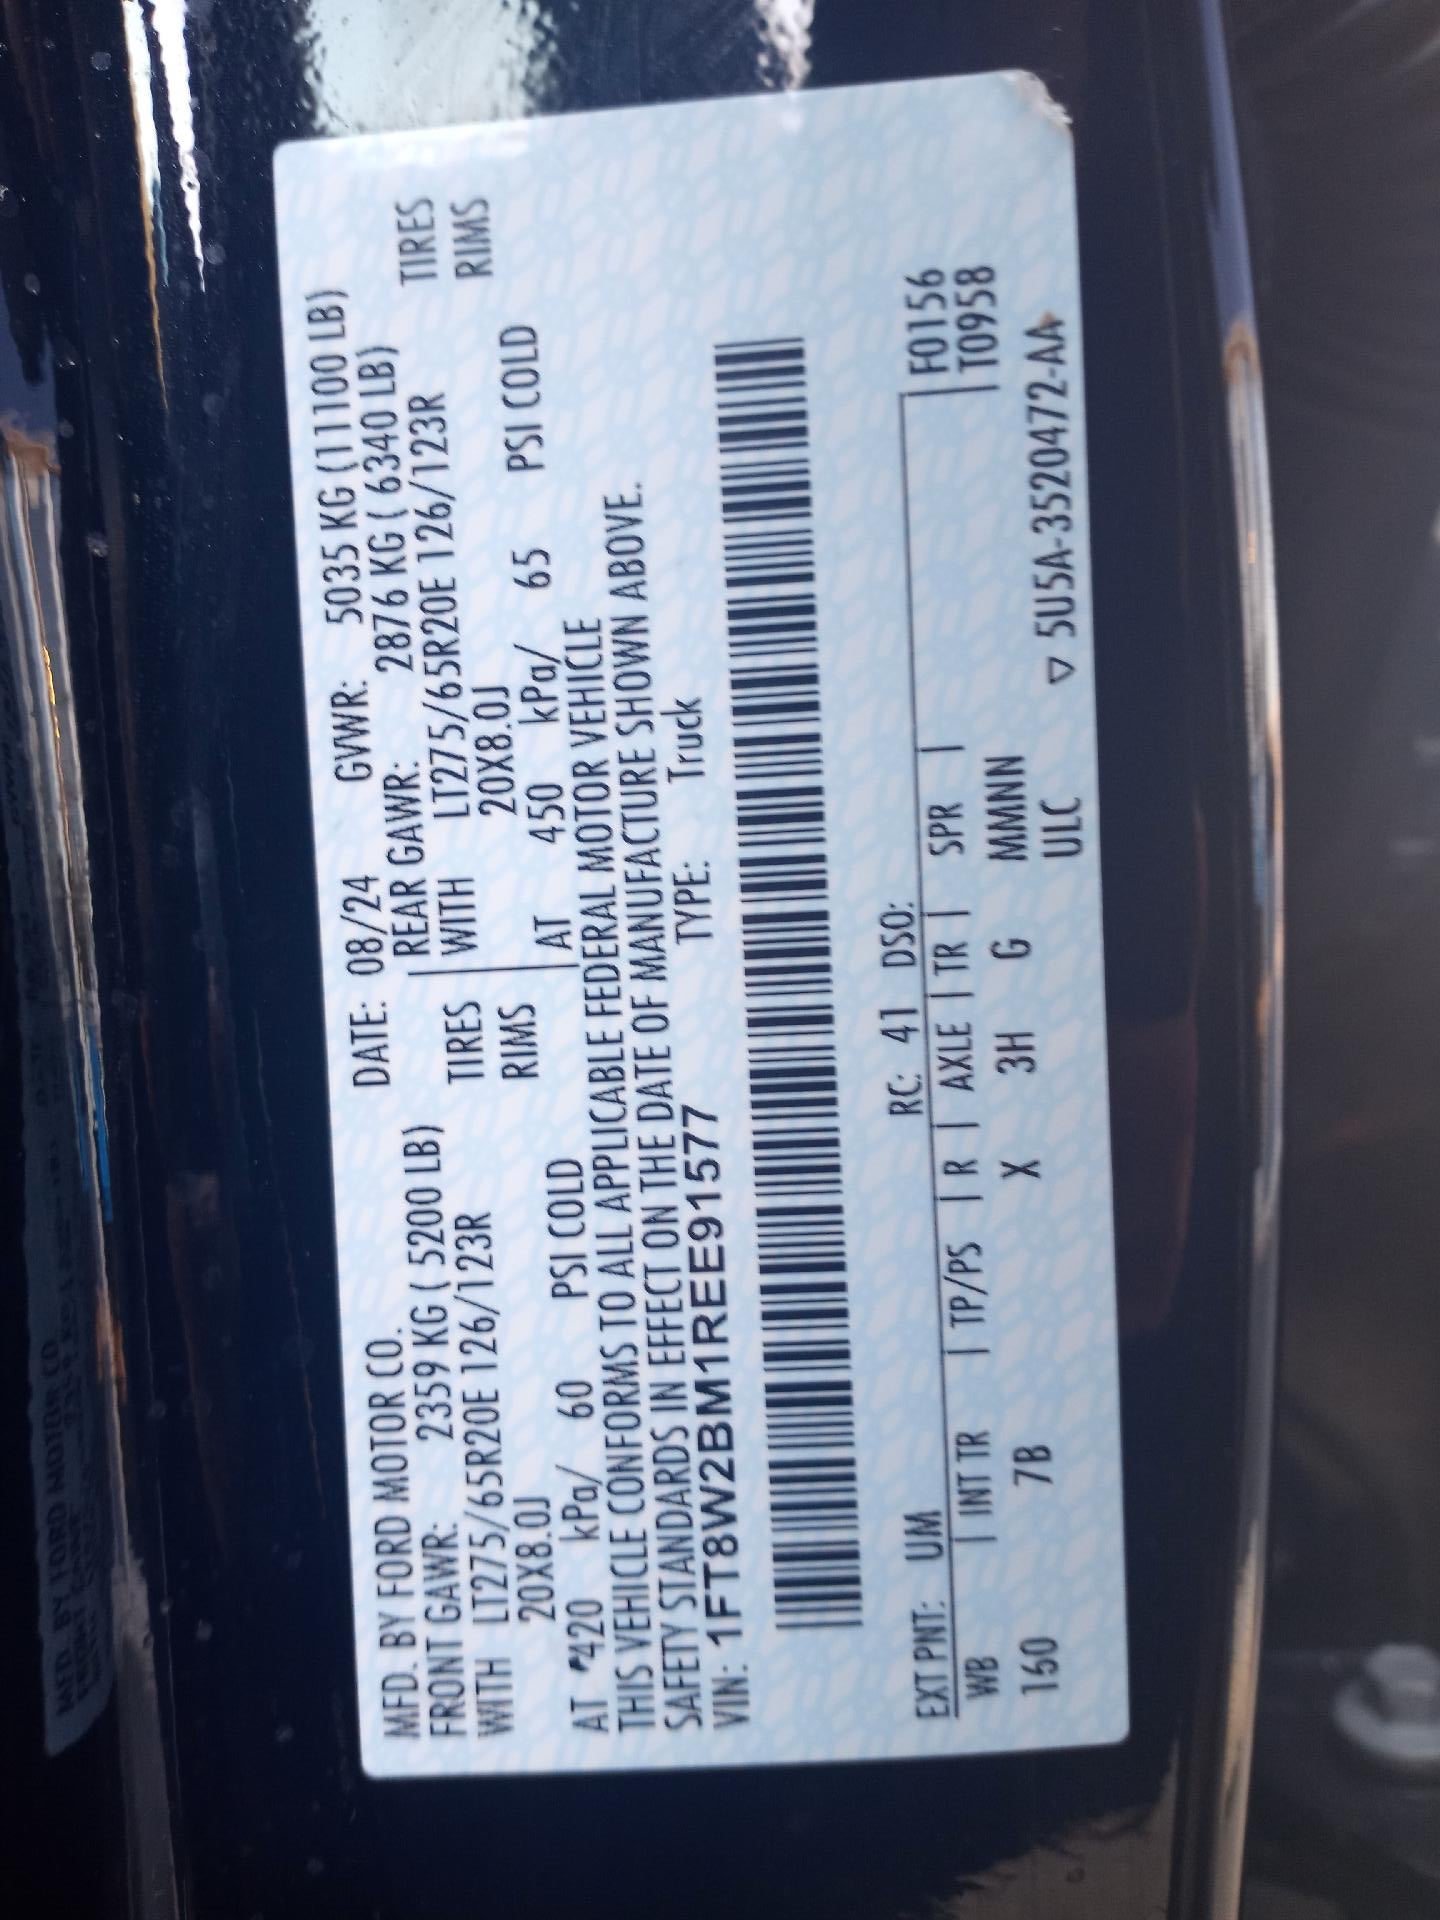 MFD. BY FORD MOTOR CO. DATE: 08/24 GVWR: 5035 KG (11100 LB)
FRONT GAWR: 2359 KG ( 5200 LB) REAR GAWR: 2876 KG ( 6340 LB)
WITH LT275/65R20E 126/123R TIRES WITH LT275/65R20E 126/123R TIRES
20X8.0J RIMS 20X8.0J RIMS
AT 420 kPa/ 60 PSI COLD AT 450 kPa/ 65 PSI COLD
THIS VEHICLE CONFORMS TO ALL APPLICABLE FEDERAL MOTOR VEHICLE
SAFETY STANDARDS IN EFFECT ON THE DATE OF MANUFACTURE SHOWN ABOVE.
VIN: 1FT8W2BM1REE91577 TYPE: Truck
EXT PNT: UM RC: 41 DSO: F0156
WB | INT TR | TP/PS | R | AXLE | TR | SPR | T0958
160 7B X 3H G MMNN
ULC ▽ 5U5A-3520472-AA
MFD. BY FORD MOTOR CO.